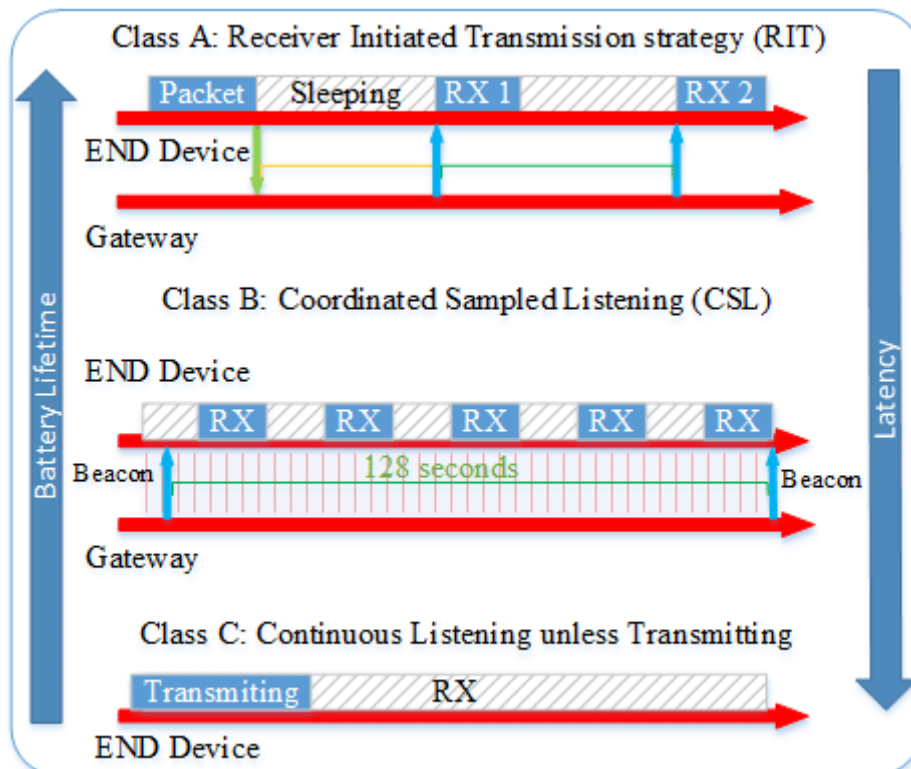 Class A: Receiver Initiated Transmission strategy (RIT)
Packet Sleeping RX 1 RX 2
END Device
Gateway
Class B: Coordinated Sampled Listening (CSL)
END Device
RX RX RX RX RX
Beacon 128 seconds Beacon
Gateway
Class C: Continuous Listening unless Transmitting
Transmiting RX
END Device
Battery Lifetime
Latency